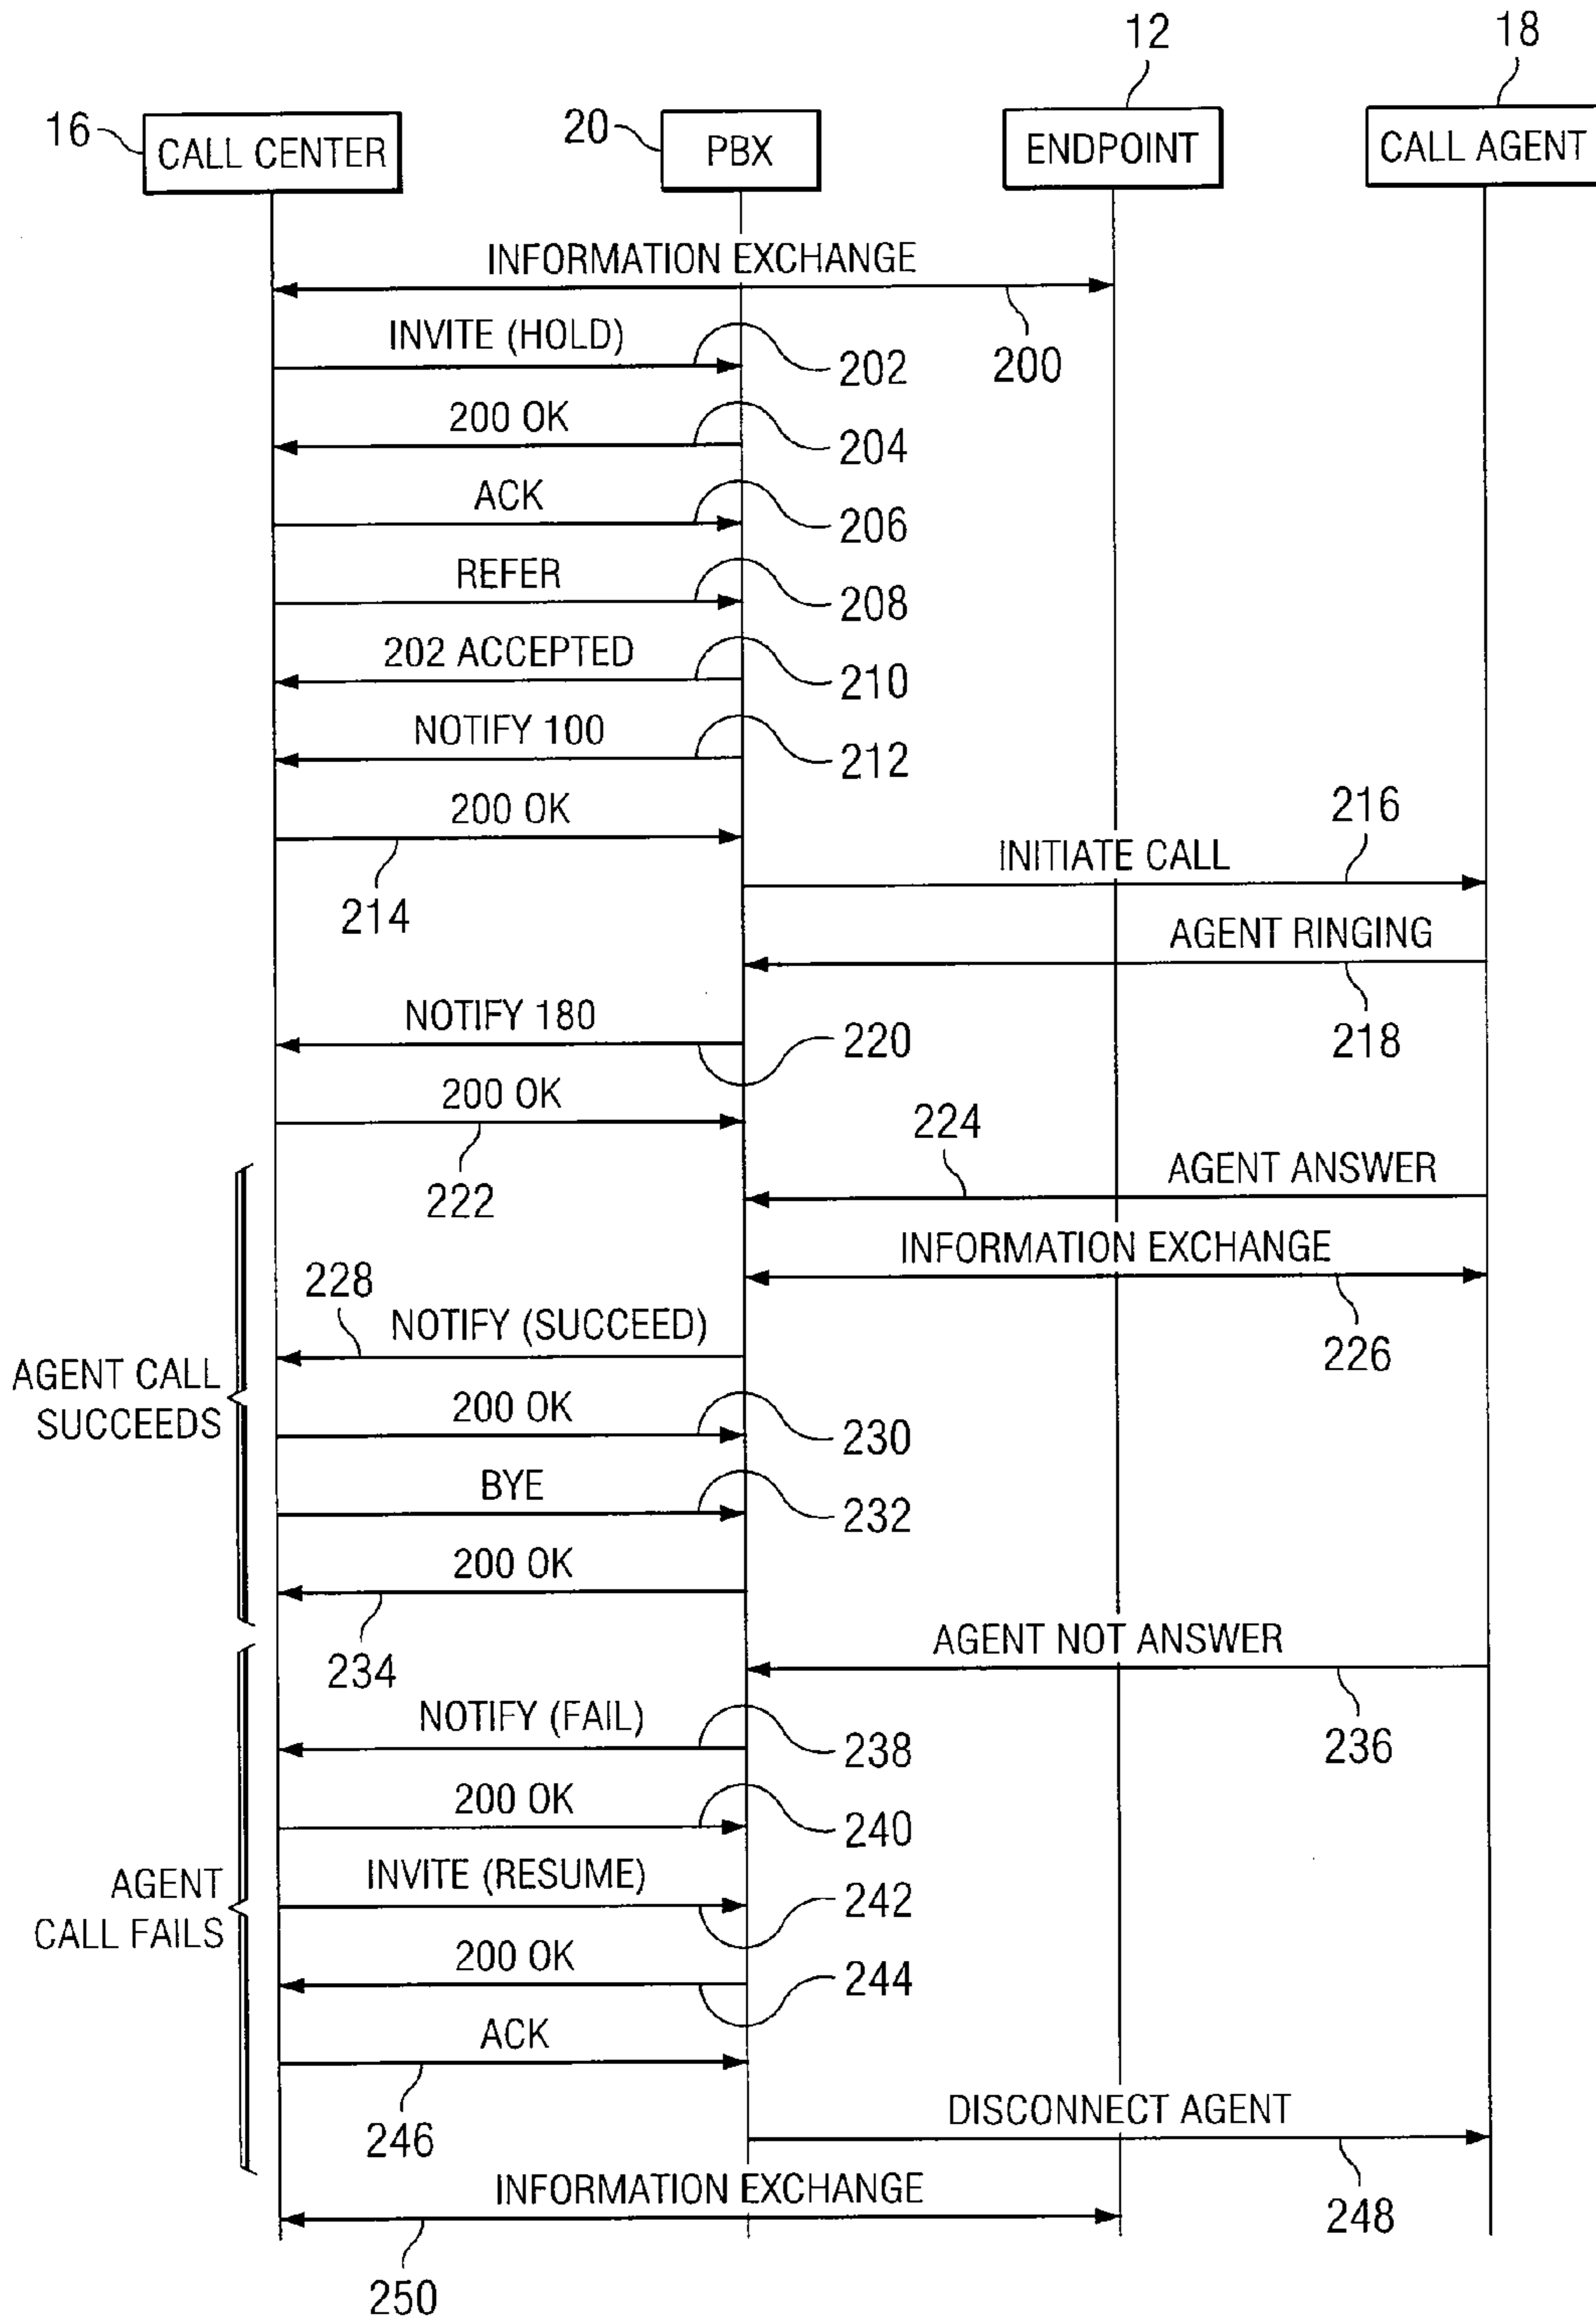 12
18
16
CALL CENTER
20
PBX
ENDPOINT
CALL AGENT
INFORMATION EXCHANGE
200
INVITE (HOLD)
202
200 OK
204
ACK
206
REFER
208
202 ACCEPTED
210
NOTIFY 100
212
200 OK
214
216
INITIATE CALL
AGENT RINGING
218
NOTIFY 180
220
200 OK
222
224
AGENT ANSWER
INFORMATION EXCHANGE
226
228
NOTIFY (SUCCEED)
AGENT CALL
SUCCEEDS
200 OK
230
BYE
232
200 OK
234
AGENT NOT ANSWER
236
NOTIFY (FAIL)
238
200 OK
240
AGENT
CALL FAILS
INVITE (RESUME)
242
200 OK
244
ACK
246
DISCONNECT AGENT
248
INFORMATION EXCHANGE
250